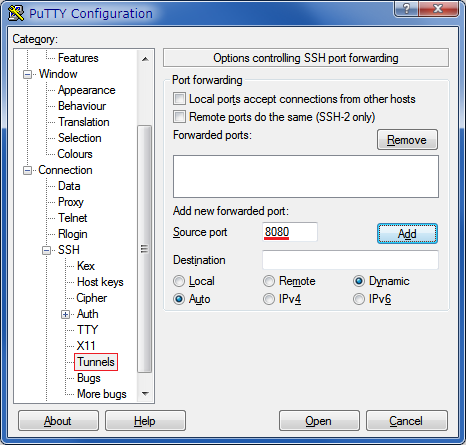 PuTTY Configuration
?
Category:
Features
Window
Appearance
Behaviour
Translation
Selection
Colours
Connection
Data
Proxy
Telnet
Rlogin
SSH
Kex
Host keys
Cipher
Auth
TTY
X11
Tunnels
Bugs
More bugs
Options controlling SSH port forwarding
Port forwarding
Local ports accept connections from other hosts
Remote ports do the same (SSH-2 only)
Forwarded ports: Remove
Add new forwarded port:
Source port 8080 Add
Destination
Local Remote Dynamic
Auto IPv4 IPv6
About Help Open Cancel